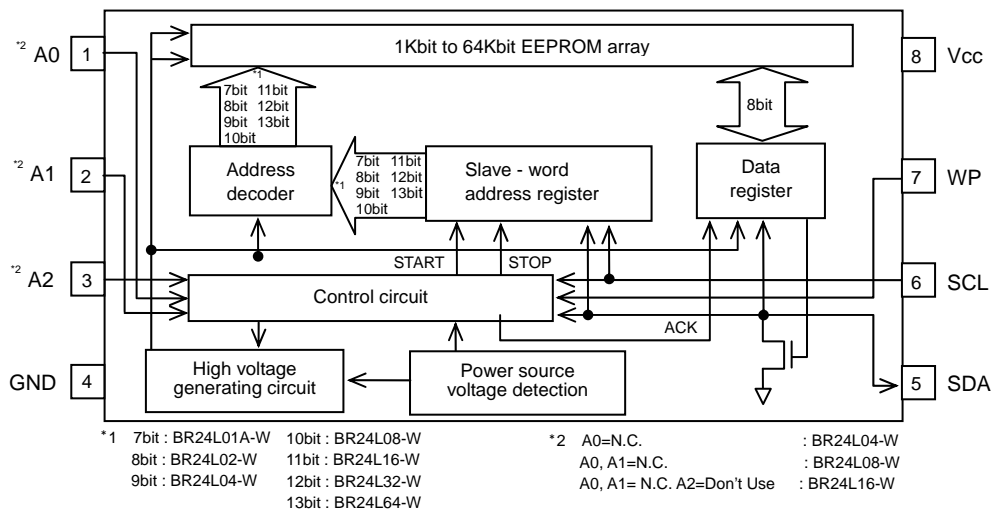 1Kbit to 64Kbit EEPROM array
*2 A0 1
8 Vcc
*1
7bit 11bit
8bit 12bit
9bit 13bit
10bit
8bit
*2 A1 2
Address
decoder
*1
7bit 11bit
8bit 12bit
9bit 13bit
10bit
Slave - word
address register
Data
register
7 WP
START
STOP
*2 A2 3
Control circuit
6 SCL
ACK
GND 4
High voltage
generating circuit
Power source
voltage detection
5 SDA
*1 7bit : BR24L01A-W
8bit : BR24L02-W
9bit : BR24L04-W
10bit : BR24L08-W
11bit : BR24L16-W
12bit : BR24L32-W
13bit : BR24L64-W
*2 A0=N.C. : BR24L04-W
A0, A1=N.C. : BR24L08-W
A0, A1= N.C. A2=Don't Use : BR24L16-W